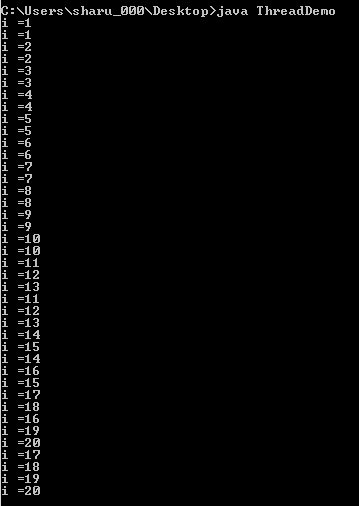 C:\Users\sharu_000\Desktop>java ThreadDemo
i =1
i =1
i =2
i =2
i =3
i =3
i =4
i =4
i =5
i =5
i =6
i =6
i =7
i =7
i =8
i =8
i =9
i =9
i =10
i =10
i =11
i =12
i =13
i =11
i =12
i =13
i =14
i =15
i =14
i =16
i =15
i =17
i =18
i =16
i =19
i =20
i =17
i =18
i =19
i =20